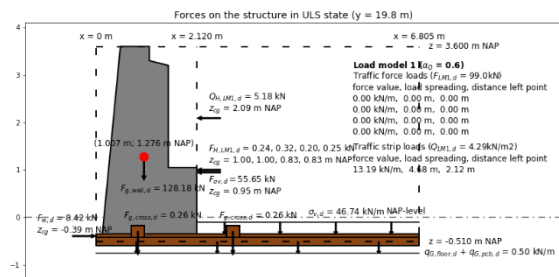 Forces on the structure in ULS state (y = 19.8 m)
x = 0 m
x = 2.120 m
x = 6.805 m
z = 3.600 m NAP
Load model 1 (α_Q = 0.6)
Traffic force loads (F_LM1,d = 99.0kN)
force value, load spreading, distance left point
0.00 kN/m, 0.00 m, 0.00 m
0.00 kN/m, 0.00 m, 0.00 m
0.00 kN/m, 0.00 m, 0.00 m
0.00 kN/m, 0.00 m, 0.00 m
Traffic strip loads (Q_LM1,d = 4.29kN/m2)
force value, load spreading, distance left point
13.19 kN/m, 4.68 m, 2.12 m
Q_H,LM1,d = 5.18 kN
z_cg = 2.09 m NAP
(1.007 m; 1.276 m NAP)
F_H,LM1,d = 0.24, 0.32, 0.20, 0.25 kN
z_cg = 1.00, 1.00, 0.83, 0.83 m NAP
F_σv,d = 55.65 kN
z_cg = 0.95 m NAP
F_g,wall,d = 128.18 kN
F_w,d = 8.42 kN
z_cg = -0.39 m NAP
F_g,cross,d = 0.26 kN
F_g,cross,d = 0.26 kN
σ_v,d = 46.74 kN/m
NAP-level
z = -0.510 m NAP
q_G,floor,d + q_G,pcb,d = 0.50 kN/m
4
3
2
1
0
−1